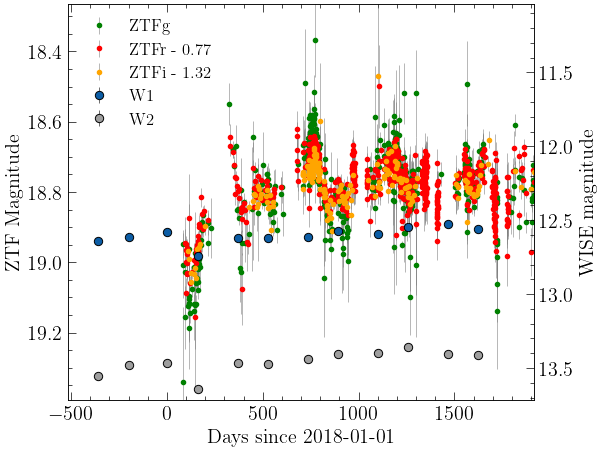 ZTFg
ZTFr - 0.77
ZTFi - 1.32
W1
W2
18.4
18.6
18.8
19.0
19.2
11.5
12.0
12.5
13.0
13.5
ZTF Magnitude
WISE magnitude
−500
0
500
1000
1500
Days since 2018-01-01